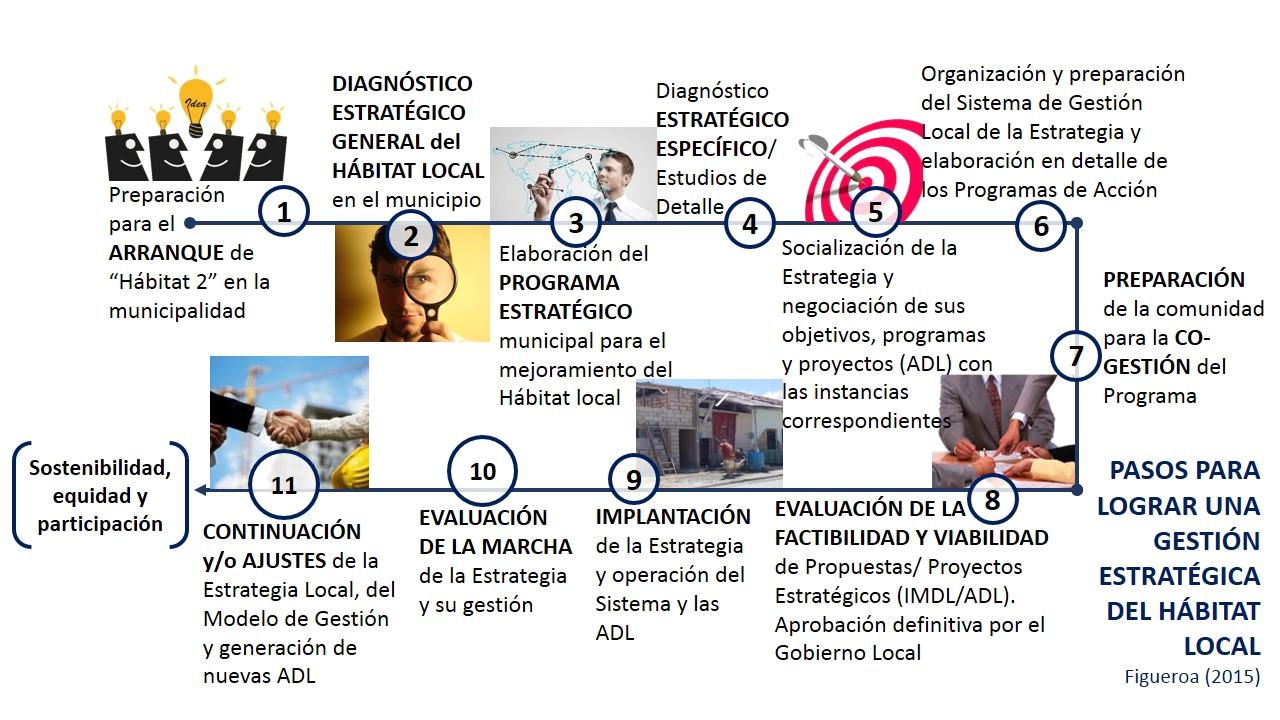 Idea
Preparación
para el
ARRANQUE de
“Hábitat 2” en la
municipalidad
1
DIAGNÓSTICO
ESTRATÉGICO
GENERAL del
HÁBITAT LOCAL
en el municipio
2
3
Elaboración del
PROGRAMA
ESTRATÉGICO
municipal para el
mejoramiento del
Hábitat local
Diagnóstico
ESTRATÉGICO
ESPECÍFICO/
Estudios de
Detalle
4
5
Socialización de la
Estrategia y
negociación de sus
objetivos, programas
y proyectos (ADL) con
las instancias
correspondientes
Organización y preparación
del Sistema de Gestión
Local de la Estrategia y
elaboración en detalle de
los Programas de Acción
6
PREPARACIÓN
de la comunidad
para la CO-
GESTIÓN del
Programa
7
8
EVALUACIÓN DE LA
FACTIBILIDAD Y VIABILIDAD
de Propuestas/ Proyectos
Estratégicos (IMDL/ADL).
Aprobación definitiva por el
Gobierno Local
9
IMPLANTACIÓN
de la Estrategia
y operación del
Sistema y las
ADL
10
EVALUACIÓN
DE LA MARCHA
de la Estrategia
y su gestión
11
CONTINUACIÓN
y/o AJUSTES de la
Estrategia Local, del
Modelo de Gestión
y generación de
nuevas ADL
Sostenibilidad,
equidad y
participación
PASOS PARA
LOGRAR UNA
GESTIÓN
ESTRATÉGICA
DEL HÁBITAT
LOCAL
Figueroa (2015)